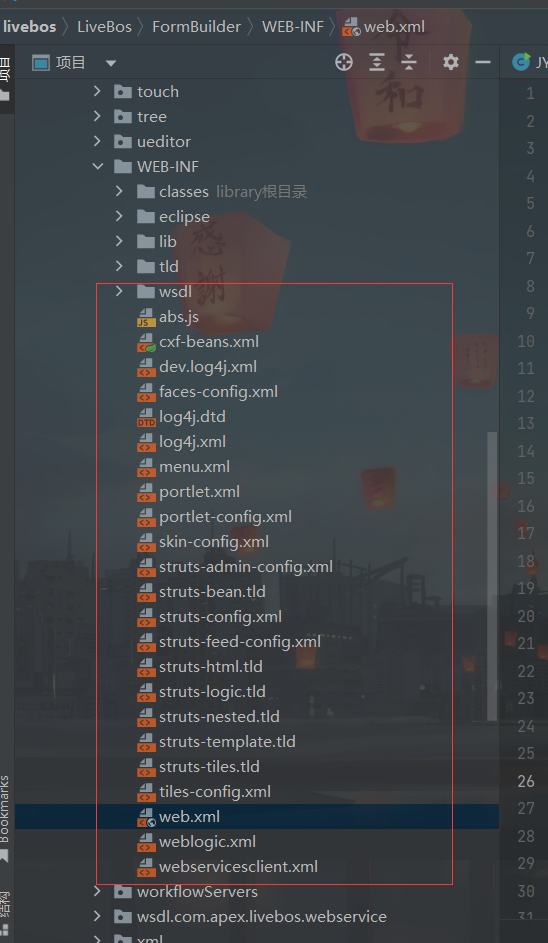 livebos LiveBos FormBuilder WEB-INF web.xml
项目
项目 JY
touch
tree
ueditor
WEB-INF
classes library根目录
eclipse
lib
tld
wsdl
abs.js
cxf-beans.xml
dev.log4j.xml
faces-config.xml
log4j.dtd
log4j.xml
menu.xml
portlet.xml
portlet-config.xml
skin-config.xml
struts-admin-config.xml
struts-bean.tld
struts-config.xml
struts-feed-config.xml
struts-html.tld
struts-logic.tld
struts-nested.tld
struts-template.tld
struts-tiles.tld
tiles-config.xml
web.xml
weblogic.xml
webservicesclient.xml
workflowServers
wsdl.com.apex.livebos.webservice
xml
Bookmarks
结构
1
2
3
4
5
6
7
8
9
10
11
12
13
14
15
16
17
18
19
20
21
22
23
24
25
26
27
28
29
30
31
令和
感謝